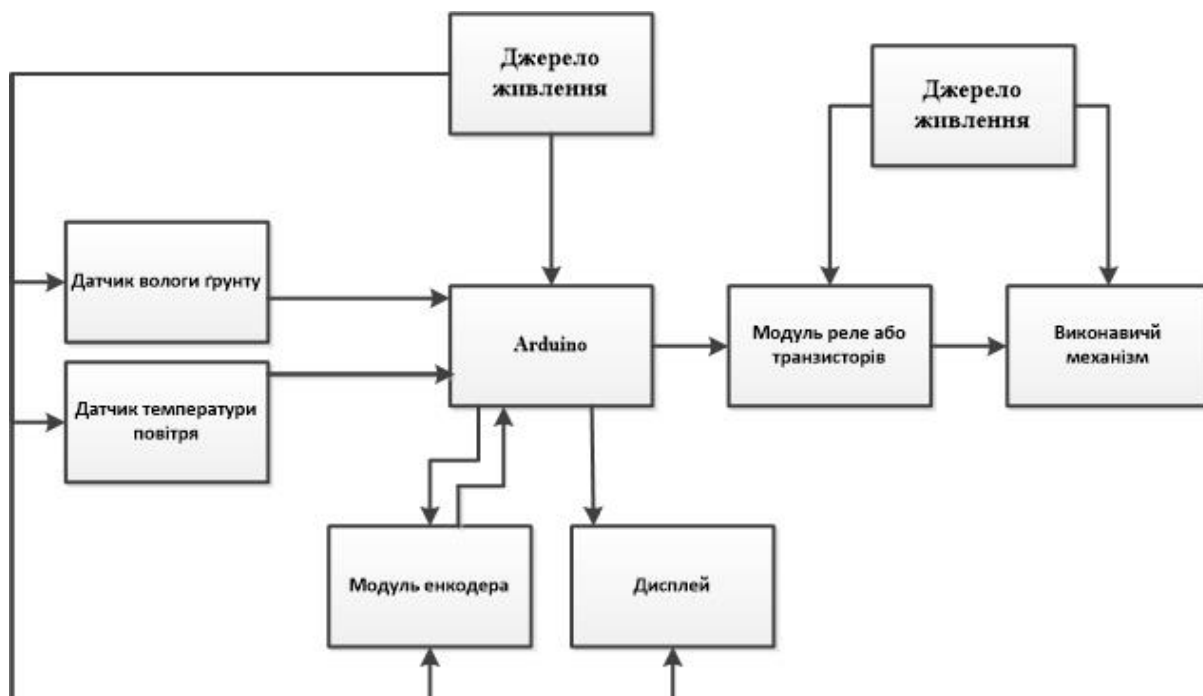 Джерело
живлення
Джерело
живлення
Датчик вологи ґрунту
Arduino
Модуль реле або
транзисторів
Виконавичй
механізм
Датчик температури
повітря
Модуль енкодера
Дисплей